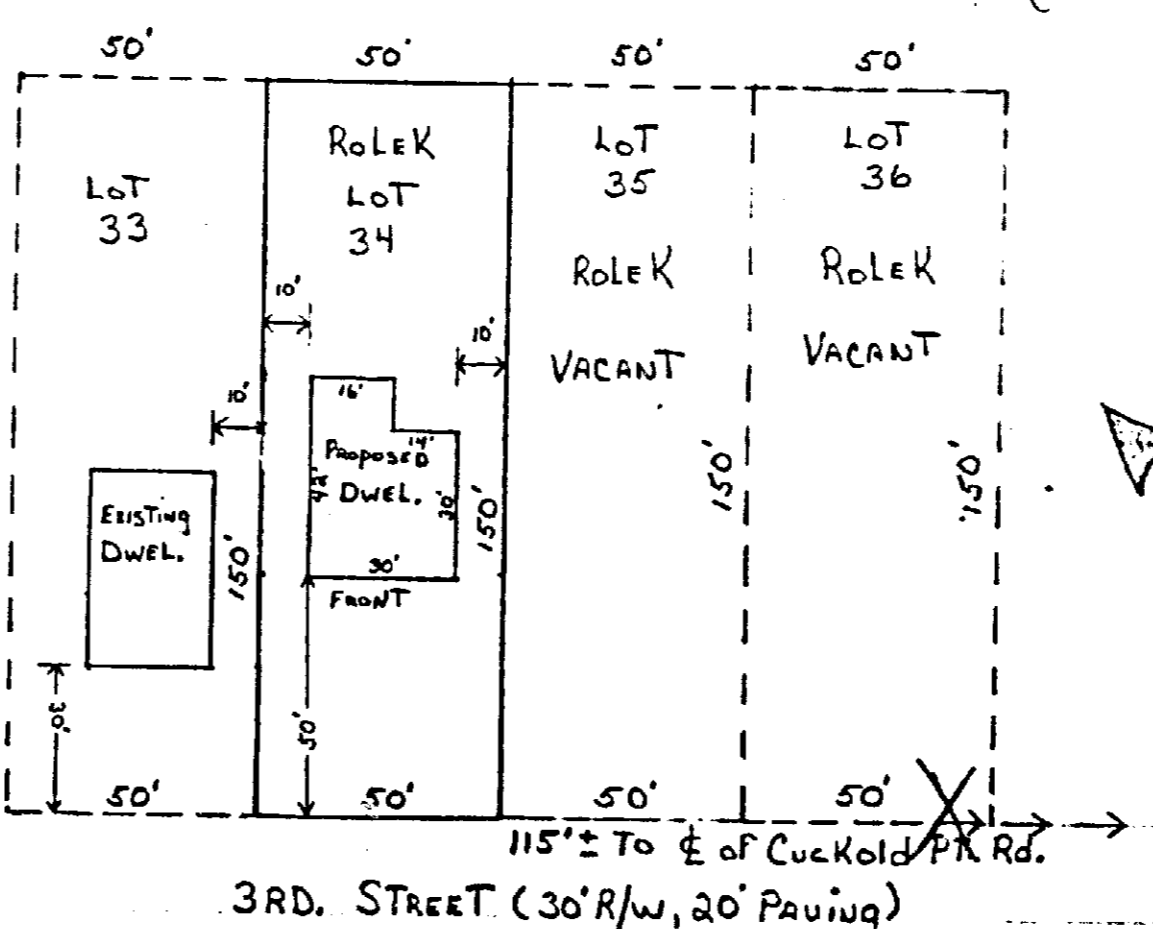 50' 50' 50' 50'
LOT
33
ROLEK
LOT
34
LOT
35
ROLEK
VACANT
LOT
36
ROLEK
VACANT
10'
10'
10'
16'
14'
PROPOSED
DWEL.
42'
30'
30'
FRONT
EXISTING
DWEL.
150'
150'
150'
150'
30'
50'
50' 50' 50' 50'
115'± To ℄ of Cuckold Pt. Rd.
3RD. STREET (30' R/W, 20' PAVING)